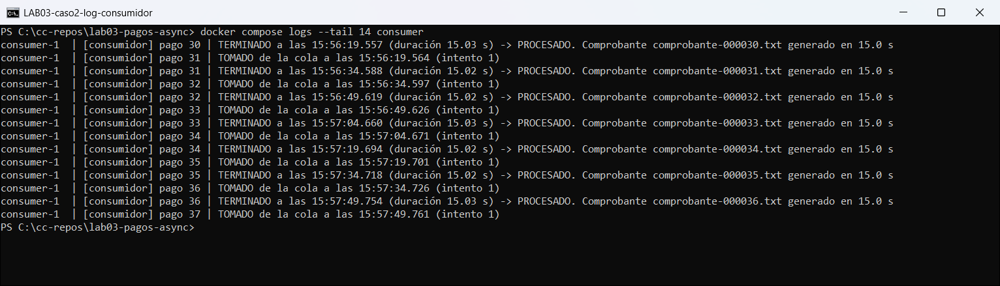 LAB03-caso2-log-consumidor
PS C:\cc-repos\lab03-pagos-async> docker compose logs --tail 14 consumer
consumer-1  | [consumidor] pago 30 | TERMINADO a las 15:56:19.557 (duración 15.03 s) -> PROCESADO. Comprobante comprobante-000030.txt generado en 15.0 s
consumer-1  | [consumidor] pago 31 | TOMADO de la cola a las 15:56:19.564 (intento 1)
consumer-1  | [consumidor] pago 31 | TERMINADO a las 15:56:34.588 (duración 15.02 s) -> PROCESADO. Comprobante comprobante-000031.txt generado en 15.0 s
consumer-1  | [consumidor] pago 32 | TOMADO de la cola a las 15:56:34.597 (intento 1)
consumer-1  | [consumidor] pago 32 | TERMINADO a las 15:56:49.619 (duración 15.02 s) -> PROCESADO. Comprobante comprobante-000032.txt generado en 15.0 s
consumer-1  | [consumidor] pago 33 | TOMADO de la cola a las 15:56:49.626 (intento 1)
consumer-1  | [consumidor] pago 33 | TERMINADO a las 15:57:04.660 (duración 15.03 s) -> PROCESADO. Comprobante comprobante-000033.txt generado en 15.0 s
consumer-1  | [consumidor] pago 34 | TOMADO de la cola a las 15:57:04.671 (intento 1)
consumer-1  | [consumidor] pago 34 | TERMINADO a las 15:57:19.694 (duración 15.02 s) -> PROCESADO. Comprobante comprobante-000034.txt generado en 15.0 s
consumer-1  | [consumidor] pago 35 | TOMADO de la cola a las 15:57:19.701 (intento 1)
consumer-1  | [consumidor] pago 35 | TERMINADO a las 15:57:34.718 (duración 15.02 s) -> PROCESADO. Comprobante comprobante-000035.txt generado en 15.0 s
consumer-1  | [consumidor] pago 36 | TOMADO de la cola a las 15:57:34.726 (intento 1)
consumer-1  | [consumidor] pago 36 | TERMINADO a las 15:57:49.754 (duración 15.03 s) -> PROCESADO. Comprobante comprobante-000036.txt generado en 15.0 s
consumer-1  | [consumidor] pago 37 | TOMADO de la cola a las 15:57:49.761 (intento 1)
PS C:\cc-repos\lab03-pagos-async>